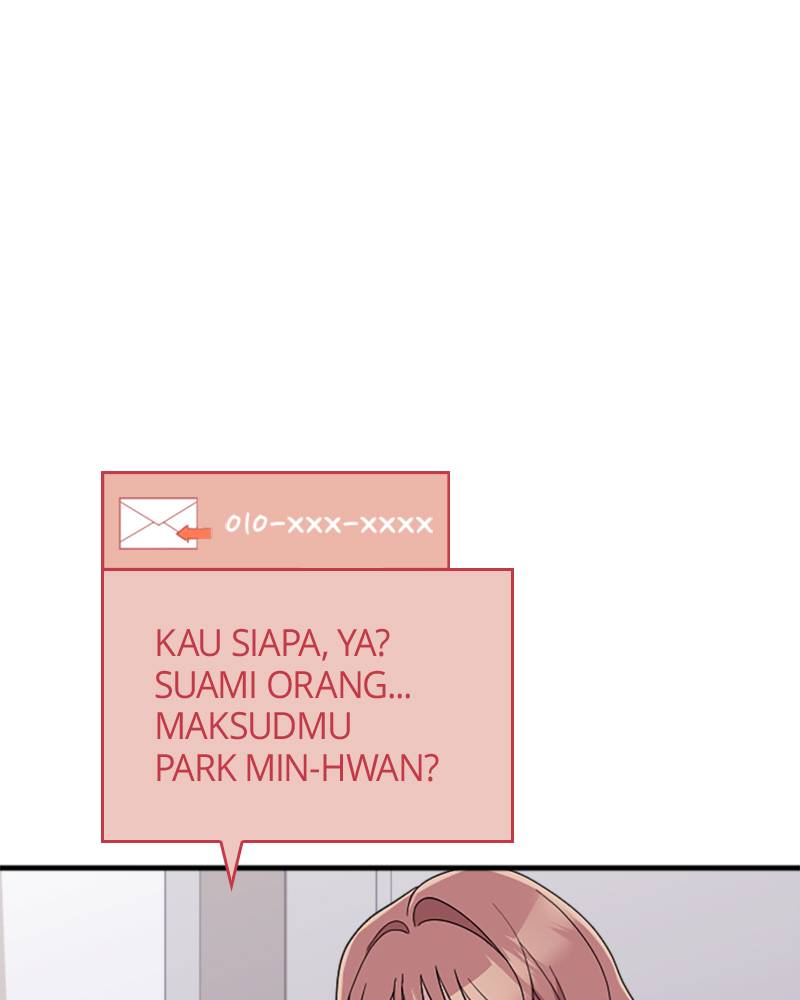 010-xxx-xxxx
KAU SIAPA, YA?
SUAMI ORANG...
MAKSUDMU
PARK MIN-HWAN?